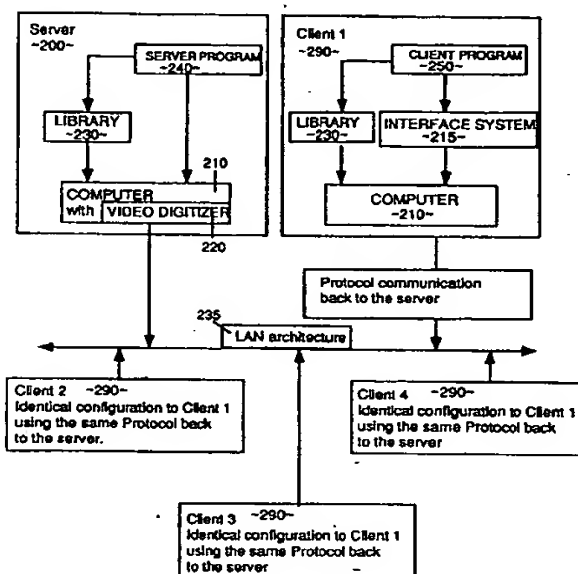 Server
~200~
SERVER PROGRAM
~240~
LIBRARY
~230~
210
COMPUTER
with VIDEO DIGITIZER
220
Client 1
~290~
CLIENT PROGRAM
~250~
LIBRARY
~230~
INTERFACE SYSTEM
~215~
COMPUTER
~210~
Protocol communication
back to the server
235
LAN architecture
Client 2 ~290~
Identical configuration to Client 1
using the same Protocol back
to the server.
Client 4 ~290~
Identical configuration to Client 1
using the same Protocol back
to the server
Client 3 ~290~
Identical configuration to Client 1
using the same Protocol back
to the server